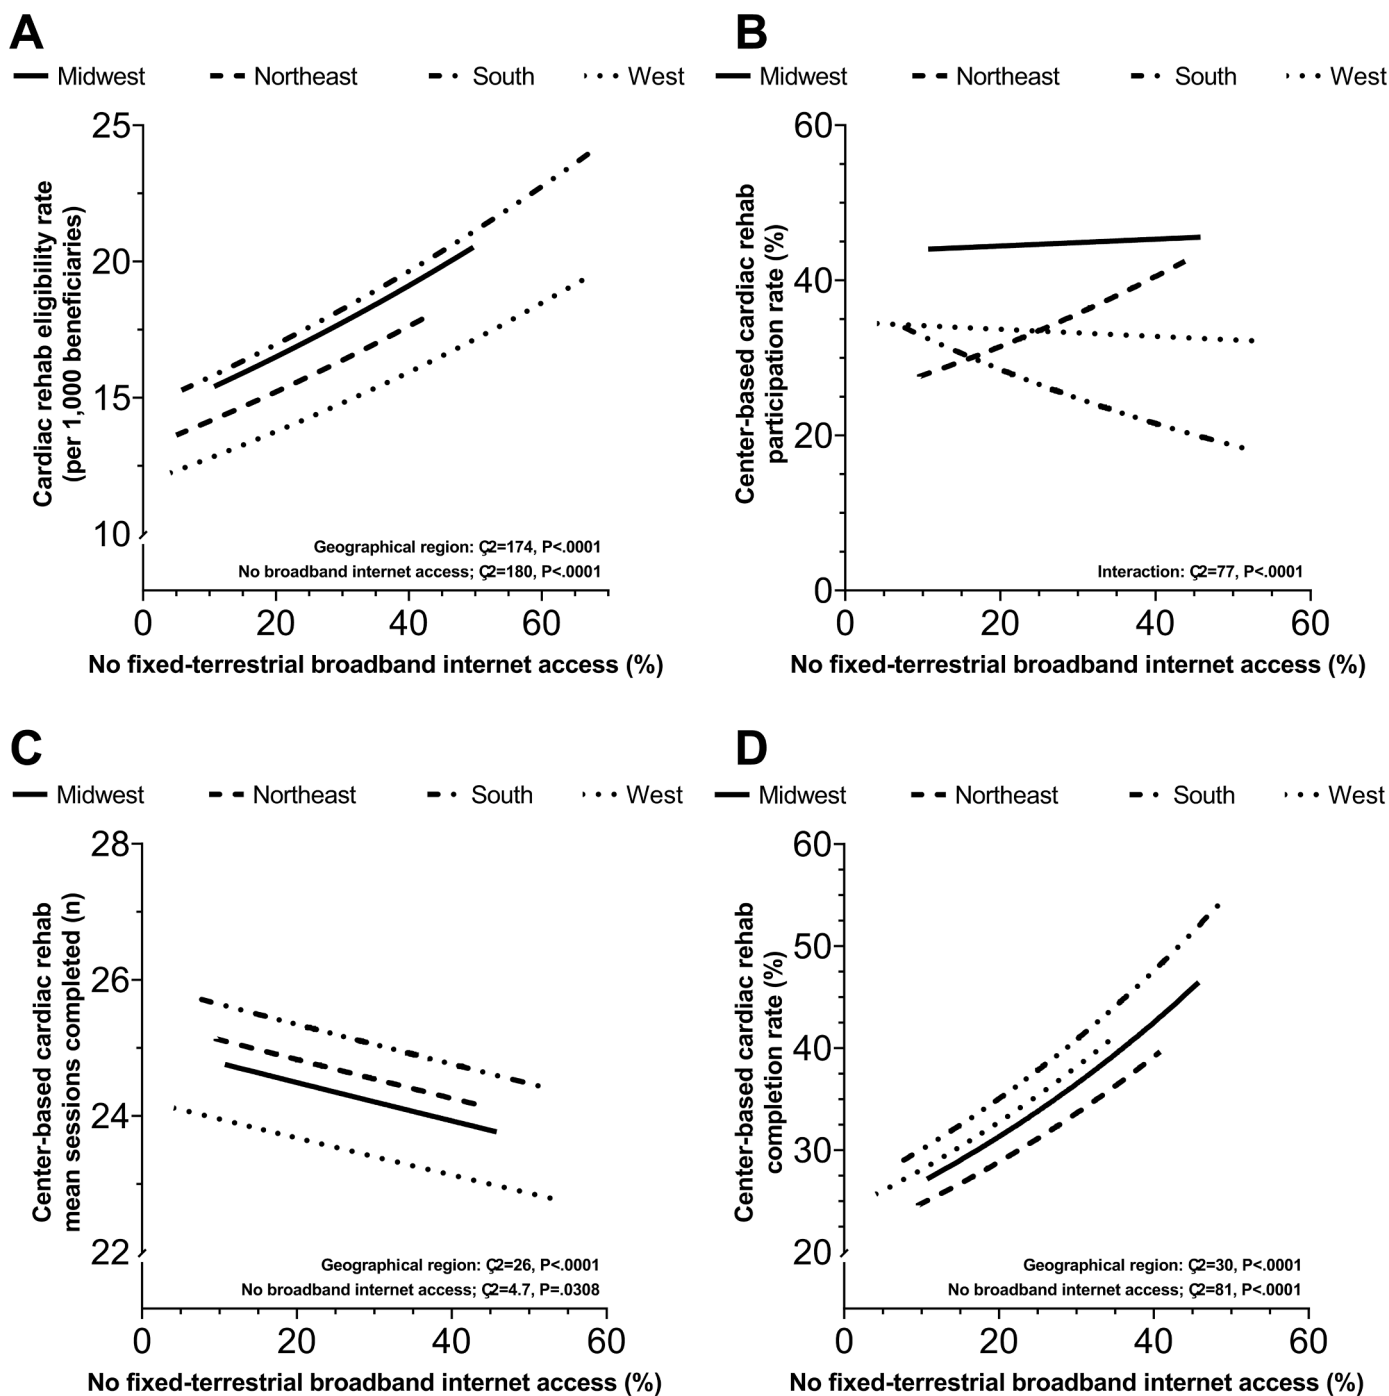 A
Midwest Northeast South West
Cardiac rehab eligibility rate
(per 1,000 beneficiaries)
25
20
15
10
Geographical region: Ç2=174, P<.0001
No broadband internet access; Ç2=180, P<.0001
0 20 40 60
No fixed-terrestrial broadband internet access (%)
B
Midwest Northeast South West
Center-based cardiac rehab
participation rate (%)
60
40
20
0
Interaction: Ç2=77, P<.0001
0 20 40 60
No fixed-terrestrial broadband internet access (%)
C
Midwest Northeast South West
Center-based cardiac rehab
mean sessions completed (n)
28
26
24
22
Geographical region: Ç2=26, P<.0001
No broadband internet access; Ç2=4.7, P=.0308
0 20 40 60
No fixed-terrestrial broadband internet access (%)
D
Midwest Northeast South West
Center-based cardiac rehab
completion rate (%)
60
50
40
30
20
Geographical region: Ç2=30, P<.0001
No broadband internet access; Ç2=81, P<.0001
0 20 40 60
No fixed-terrestrial broadband internet access (%)